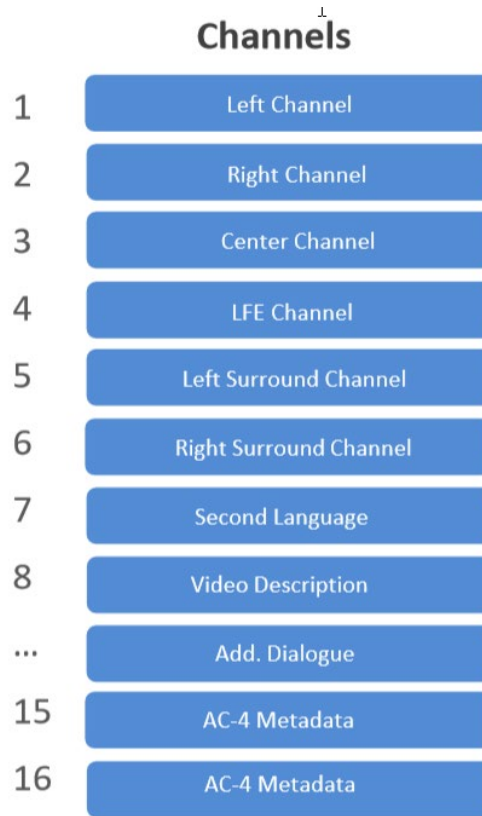 Channels
1 Left Channel
2 Right Channel
3 Center Channel
4 LFE Channel
5 Left Surround Channel
6 Right Surround Channel
7 Second Language
8 Video Description
... Add. Dialogue
15 AC-4 Metadata
16 AC-4 Metadata